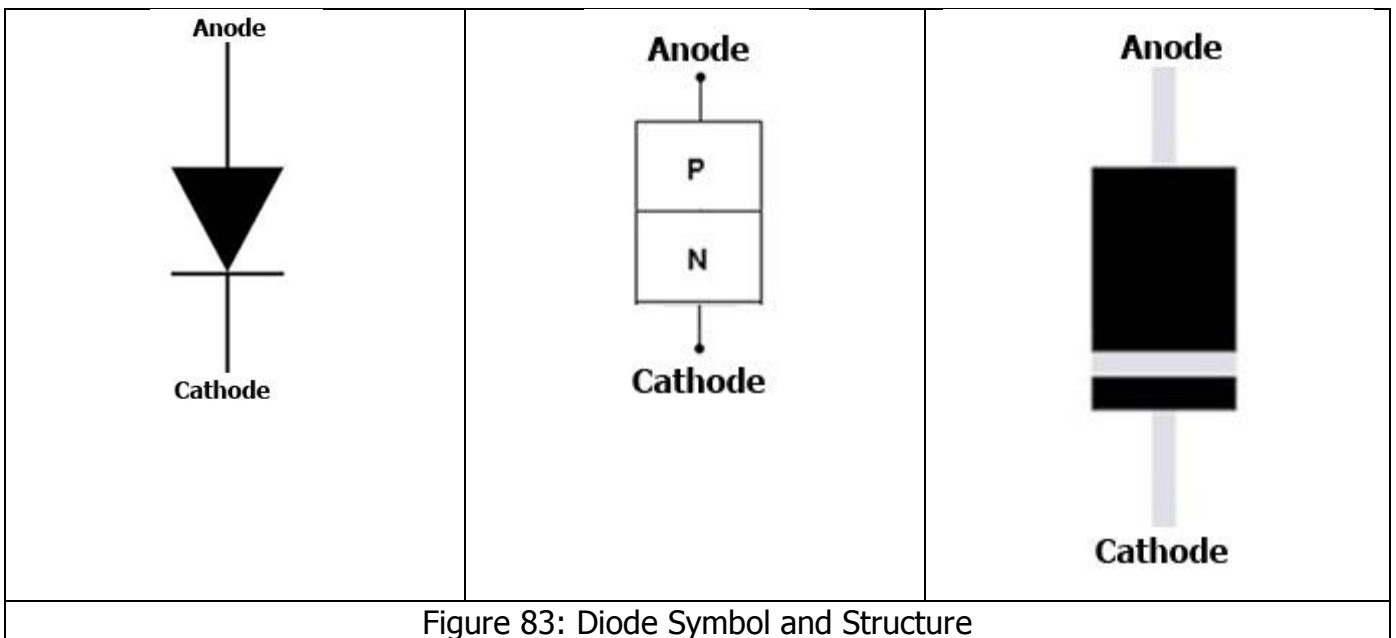 Anode
Cathode
Anode
P
N
Cathode
Anode
Cathode
Figure 83: Diode Symbol and Structure